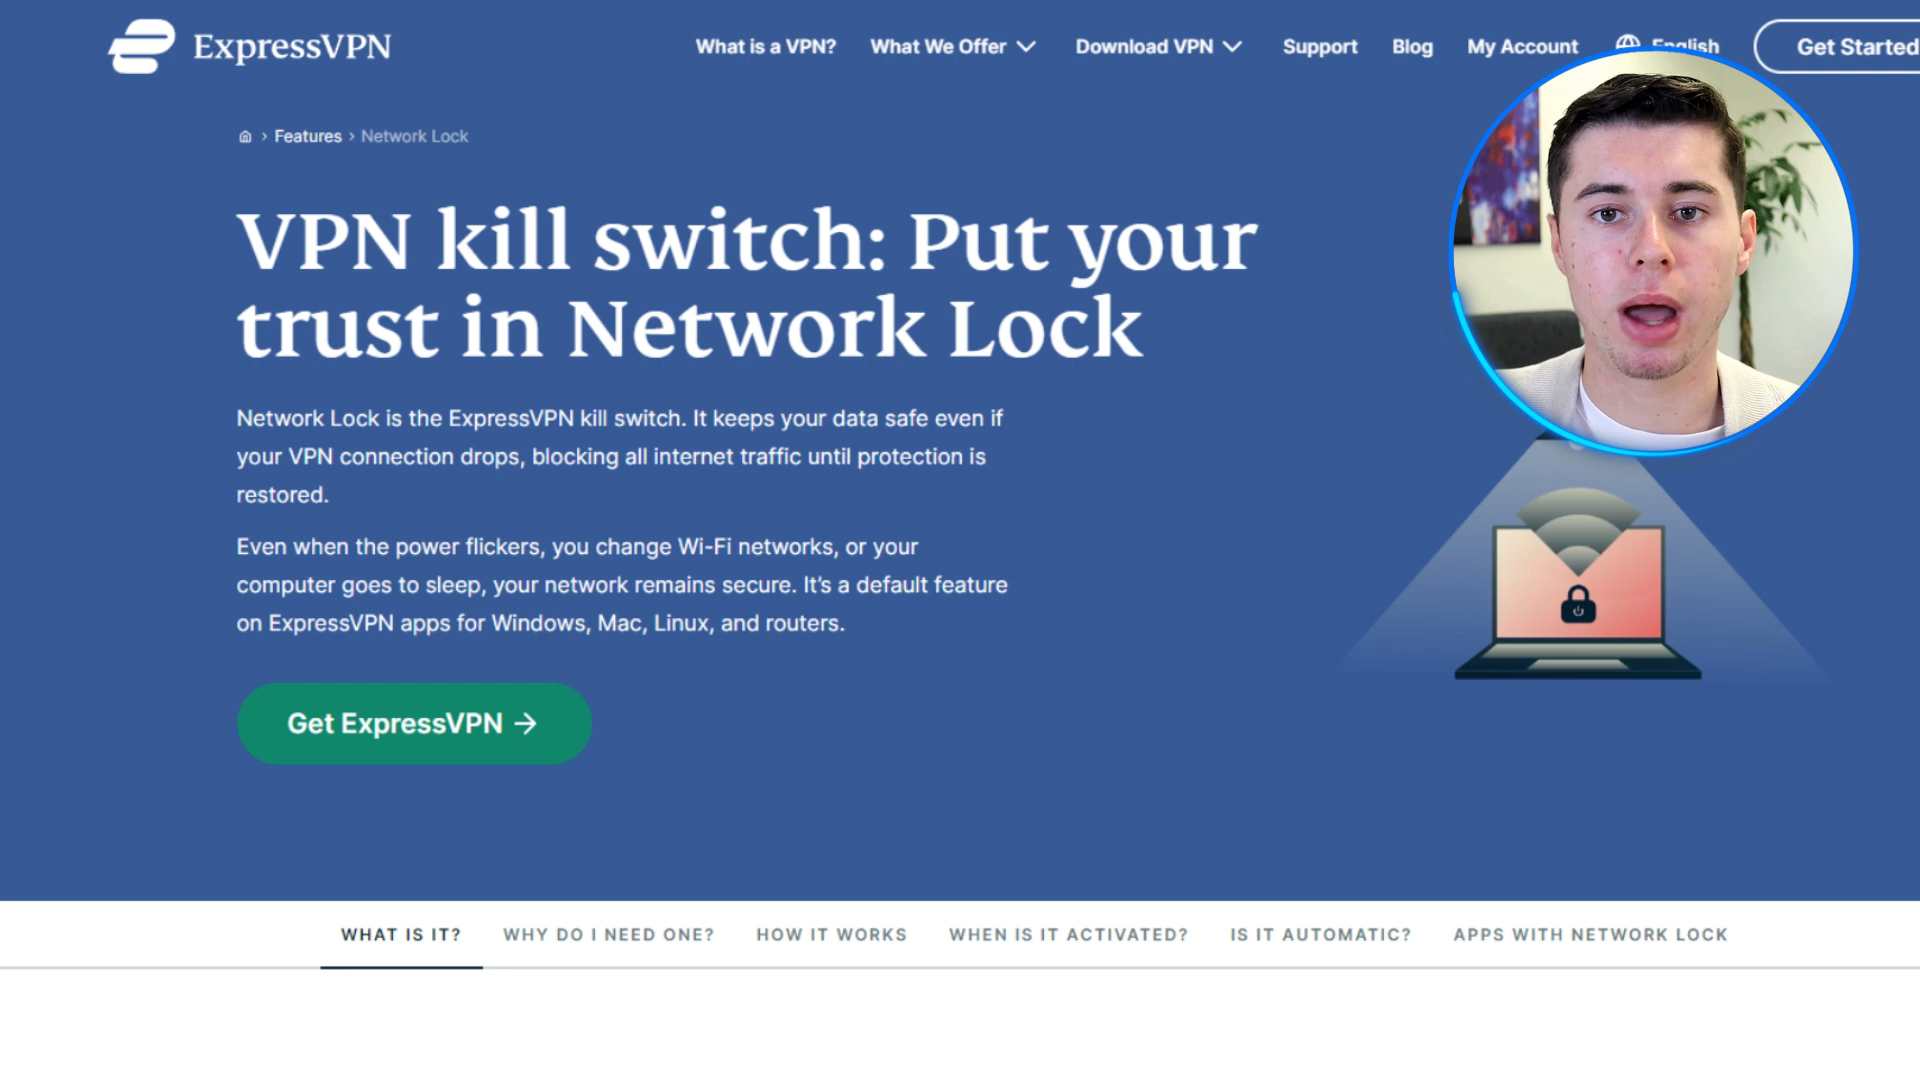 ExpressVPN
What is a VPN? What We Offer Download VPN Support Blog My Account English Get Started
Features > Network Lock
VPN kill switch: Put your
trust in Network Lock
Network Lock is the ExpressVPN kill switch. It keeps your data safe even if
your VPN connection drops, blocking all internet traffic until protection is
restored.
Even when the power flickers, you change Wi-Fi networks, or your
computer goes to sleep, your network remains secure. It’s a default feature
on ExpressVPN apps for Windows, Mac, Linux, and routers.
Get ExpressVPN →
WHAT IS IT? WHY DO I NEED ONE? HOW IT WORKS WHEN IS IT ACTIVATED? IS IT AUTOMATIC? APPS WITH NETWORK LOCK